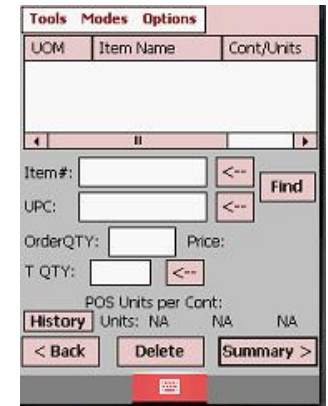 Tools Modes Options
UOM Item Name Cont/Units
Item#: <--
Find
UPC: <--
OrderQTY: Price:
T QTY: <--
POS Units per Cont:
History Units: NA NA NA
< Back Delete Summary >